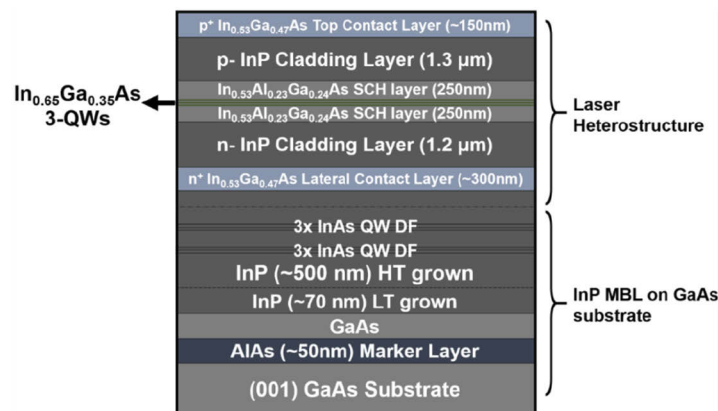 p⁺ In₀.₅₃Ga₀.₄₇As Top Contact Layer (~150nm)
p- InP Cladding Layer (1.3 µm)
In₀.₆₅Ga₀.₃₅As
3-QWs
In₀.₅₃Al₀.₂₃Ga₀.₂₄As SCH layer (250nm)
In₀.₅₃Al₀.₂₃Ga₀.₂₄As SCH layer (250nm)
n- InP Cladding Layer (1.2 µm)
n⁺ In₀.₅₃Ga₀.₄₇As Lateral Contact Layer (~300nm)
Laser
Heterostructure
3x InAs QW DF
3x InAs QW DF
InP (~500 nm) HT grown
InP (~70 nm) LT grown
GaAs
AlAs (~50nm) Marker Layer
(001) GaAs Substrate
InP MBL on GaAs
substrate